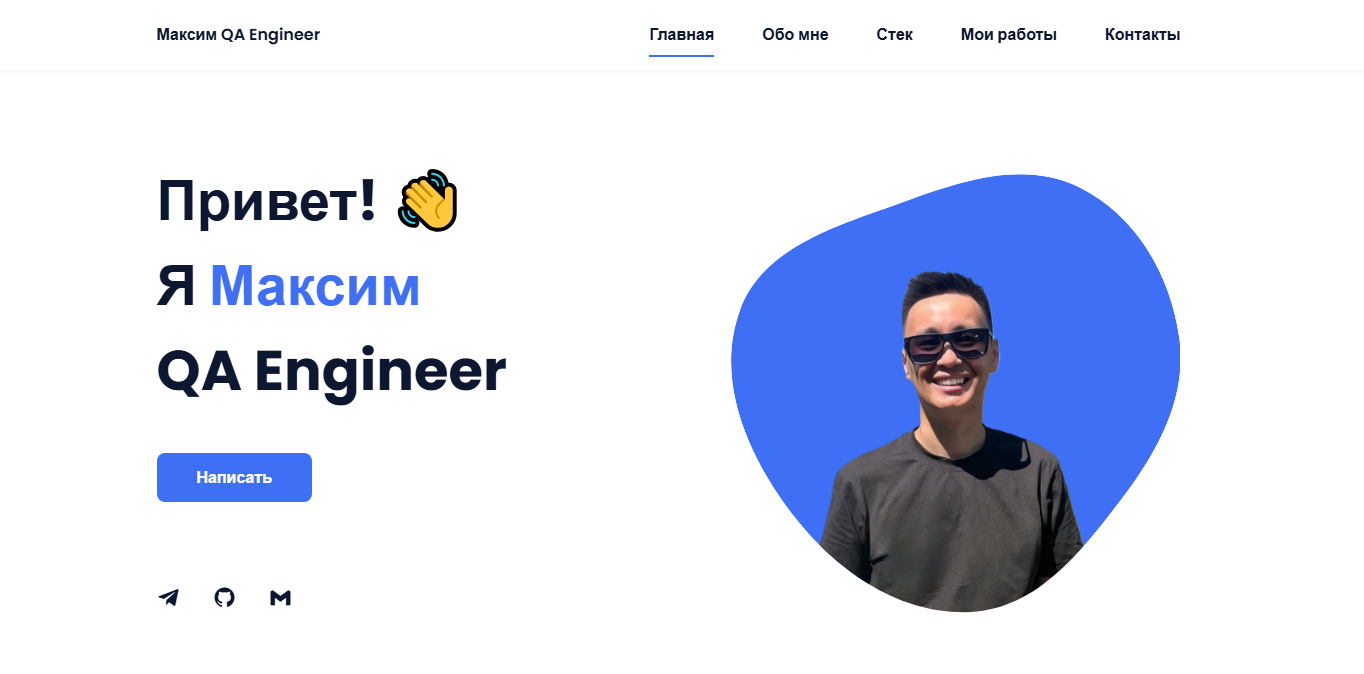 Максим QA Engineer
Главная Обо мне Стек Мои работы Контакты
Привет! 👋
Я Максим
QA Engineer
Написать